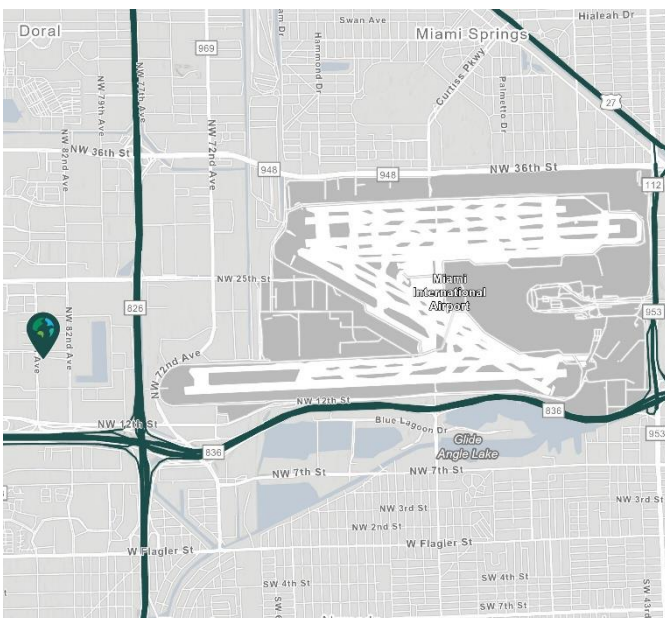 Swan Ave
Hialeah Dr
Doral
Miami Springs
969
Hammond Dr
Curtiss Pkwy
Palmetto Dr
NW 79th Ave
NW 77th Ave
27
NW 82nd Ave
NW 72nd Ave
NW 36th St
948
948
NW 36th St
112
NW 25th St
Miami
International
Airport
826
953
NW 82nd Ave
NW 72nd Ave
NW 12th St
NW 12th St
836
836
Blue Lagoon Dr
Glide
Angle Lake
953
NW 7th St
NW 7th St
NW 3rd St
NW 3rd St
NW 2nd St
W Flagler St
W Flagler St
SW 4th St
SW 4th St
SW 7th St